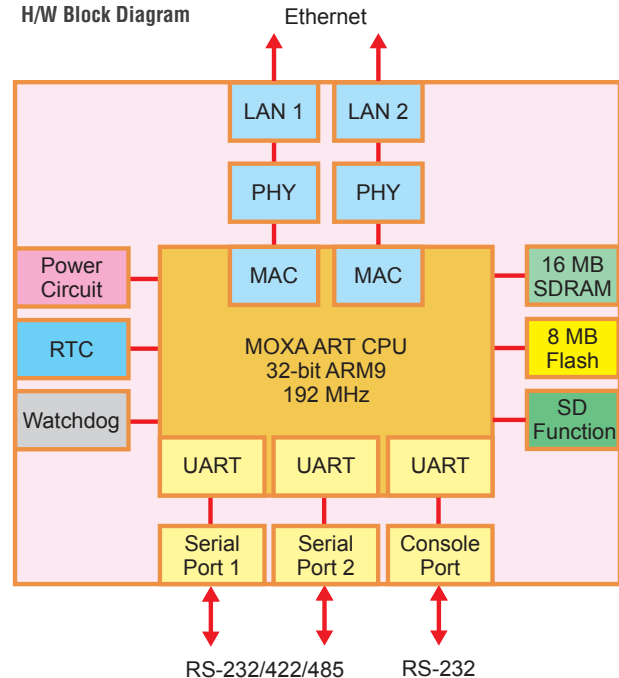 H/W Block Diagram
Ethernet
LAN 1
LAN 2
PHY
PHY
MAC
MAC
Power
Circuit
RTC
Watchdog
16 MB
SDRAM
8 MB
Flash
SD
Function
MOXA ART CPU
32-bit ARM9
192 MHz
UART
UART
UART
Serial
Port 1
Serial
Port 2
Console
Port
RS-232/422/485
RS-232